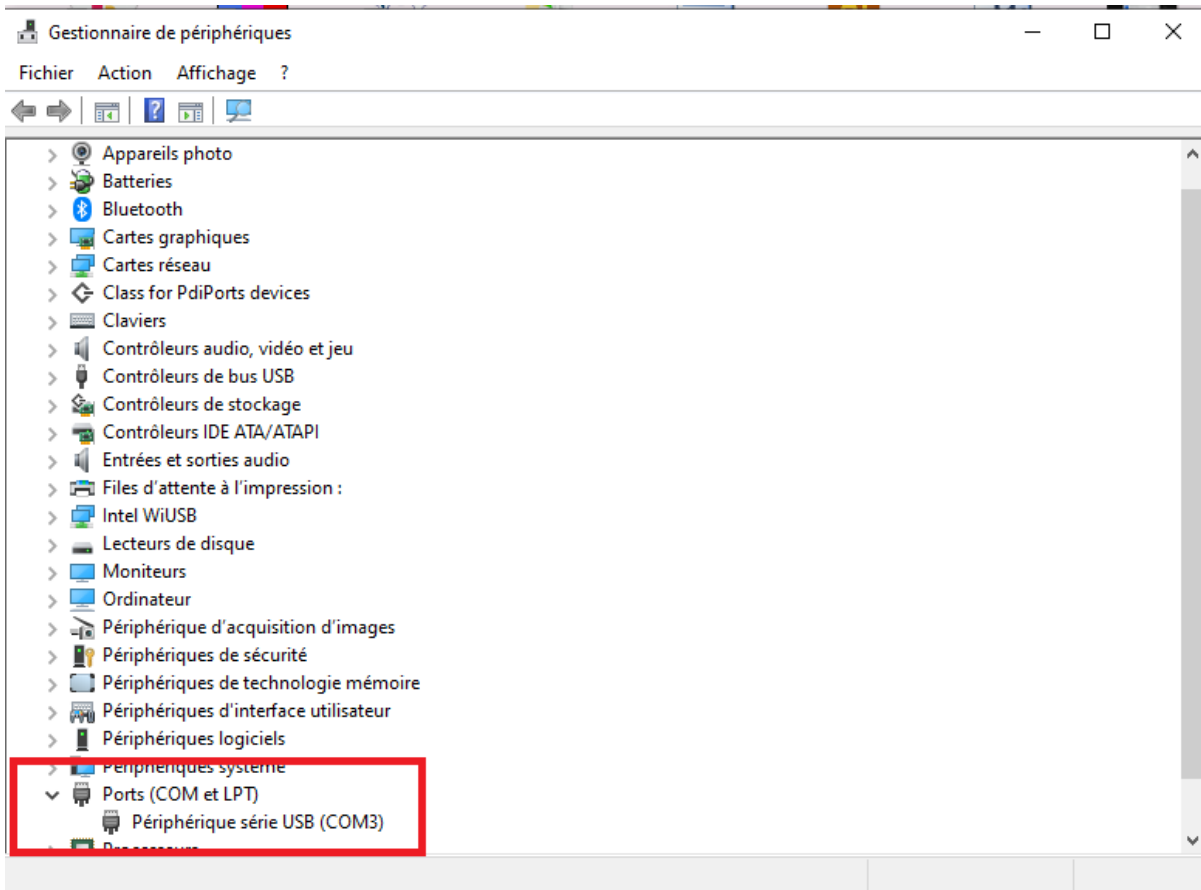 Gestionnaire de périphériques
Fichier Action Affichage ?
Appareils photo
Batteries
Bluetooth
Cartes graphiques
Cartes réseau
Class for PdiPorts devices
Claviers
Contrôleurs audio, vidéo et jeu
Contrôleurs de bus USB
Contrôleurs de stockage
Contrôleurs IDE ATA/ATAPI
Entrées et sorties audio
Files d'attente à l'impression :
Intel WiUSB
Lecteurs de disque
Moniteurs
Ordinateur
Périphérique d'acquisition d'images
Périphériques de sécurité
Périphériques de technologie mémoire
Périphériques d'interface utilisateur
Périphériques logiciels
Périphériques système
Ports (COM et LPT)
Périphérique série USB (COM3)